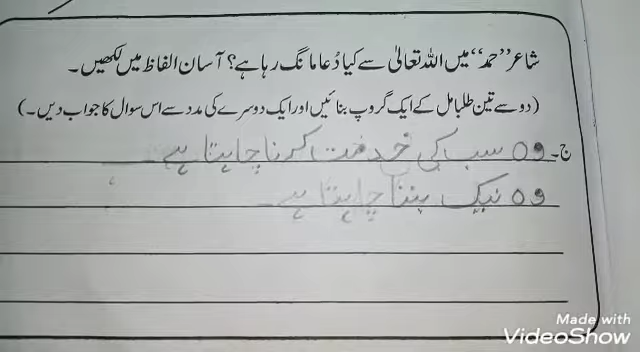 شاعر ”حمد“ میں اللہ تعالیٰ سے کیا دُعا مانگ رہا ہے؟ آسان الفاظ میں لکھیں۔
(دو سے تین طلبا مل کے ایک گروپ بنائیں اور ایک دوسرے کی مدد سے اس سوال کا جواب دیں۔)
ج۔ وہ سب کی خدمت کرنا چاہتا ہے۔
وہ نیک بننا چاہتا ہے۔
Made with
VideoShow